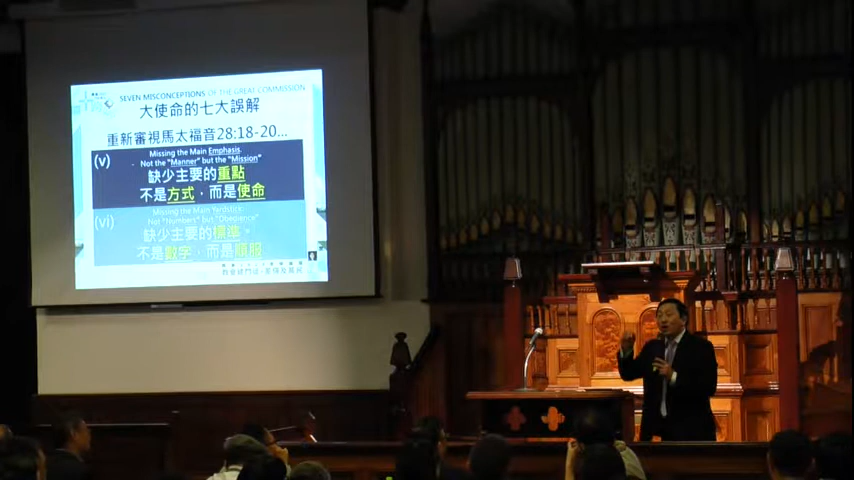 SEVEN MISCONCEPTIONS OF THE GREAT COMMISSION
大使命的七大誤解
重新審視馬太福音28:18-20...
(v)
Missing the Main Emphasis.
Not the "Manner" but the "Mission"
缺少主要的重點
不是方式，而是使命
(vi)
Missing the Main Yardstick.
Not "Numbers" but "Obedience"
缺少主要的標準
不是數字，而是順服